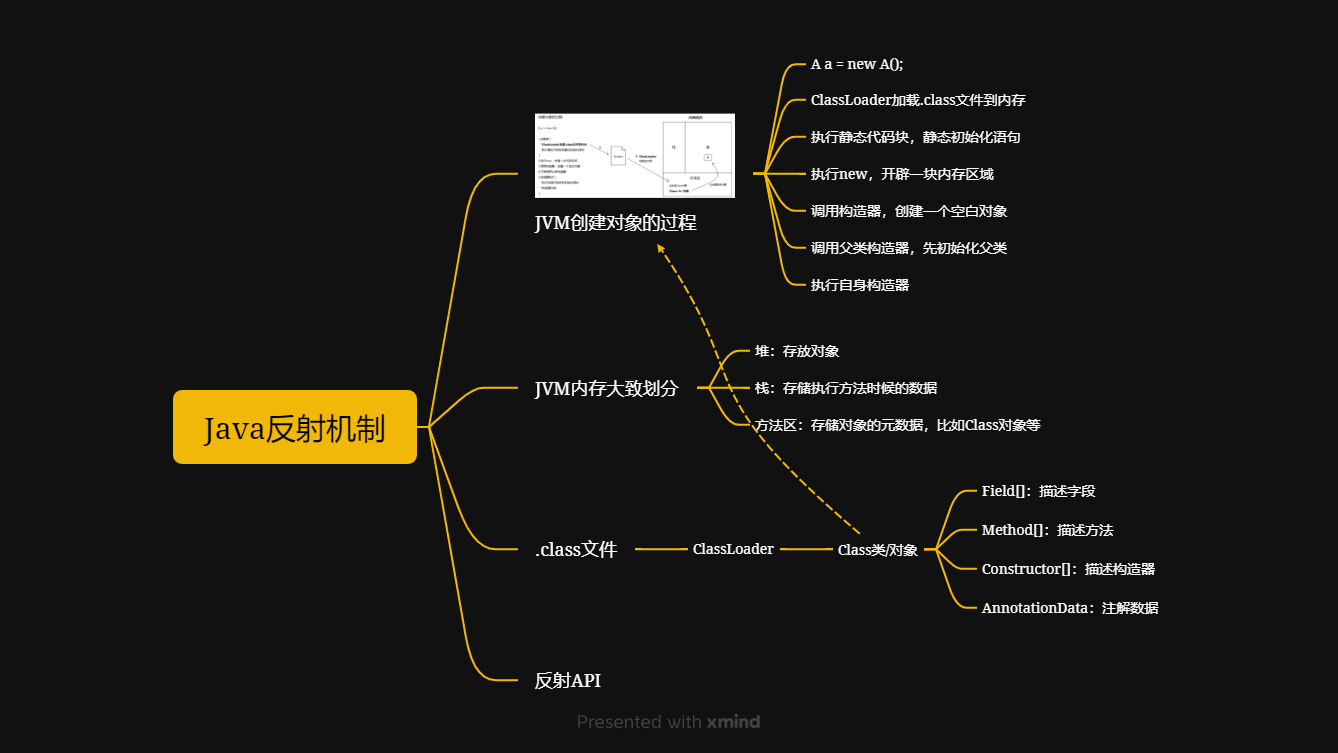 Java反射机制
JVM创建对象的过程
A a = new A();
ClassLoader加载.class文件到内存
执行静态代码块，静态初始化语句
执行new，开辟一块内存区域
调用构造器，创建一个空白对象
调用父类构造器，先初始化父类
执行自身构造器
JVM内存大致划分
堆：存放对象
栈：存储执行方法时候的数据
方法区：存储对象的元数据，比如Class对象等
.class文件
ClassLoader
Class类/对象
Field[]：描述字段
Method[]：描述方法
Constructor[]：描述构造器
AnnotationData：注解数据
反射API
Presented with xmind